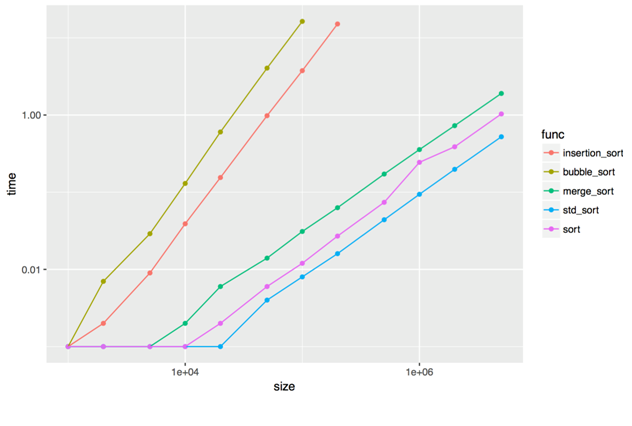 1.00
0.01
time
1e+04
1e+06
size
func
insertion_sort
bubble_sort
merge_sort
std_sort
sort